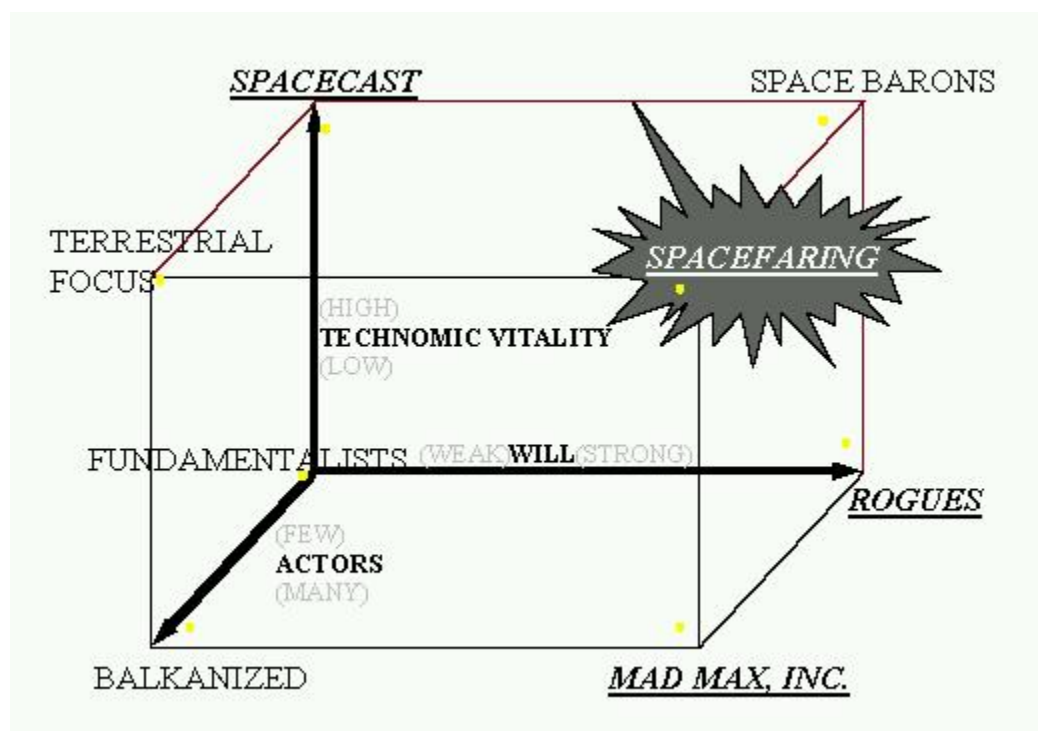 SPACECAST
SPACE BARONS
TERRESTRIAL
FOCUS
SPACEFARING
(HIGH)
TECHNOMIC VITALITY
(LOW)
FUNDAMENTALISTS
(WEAK)WILL(STRONG)
ROGUES
(FEW)
ACTORS
(MANY)
BALKANIZED
MAD MAX, INC.